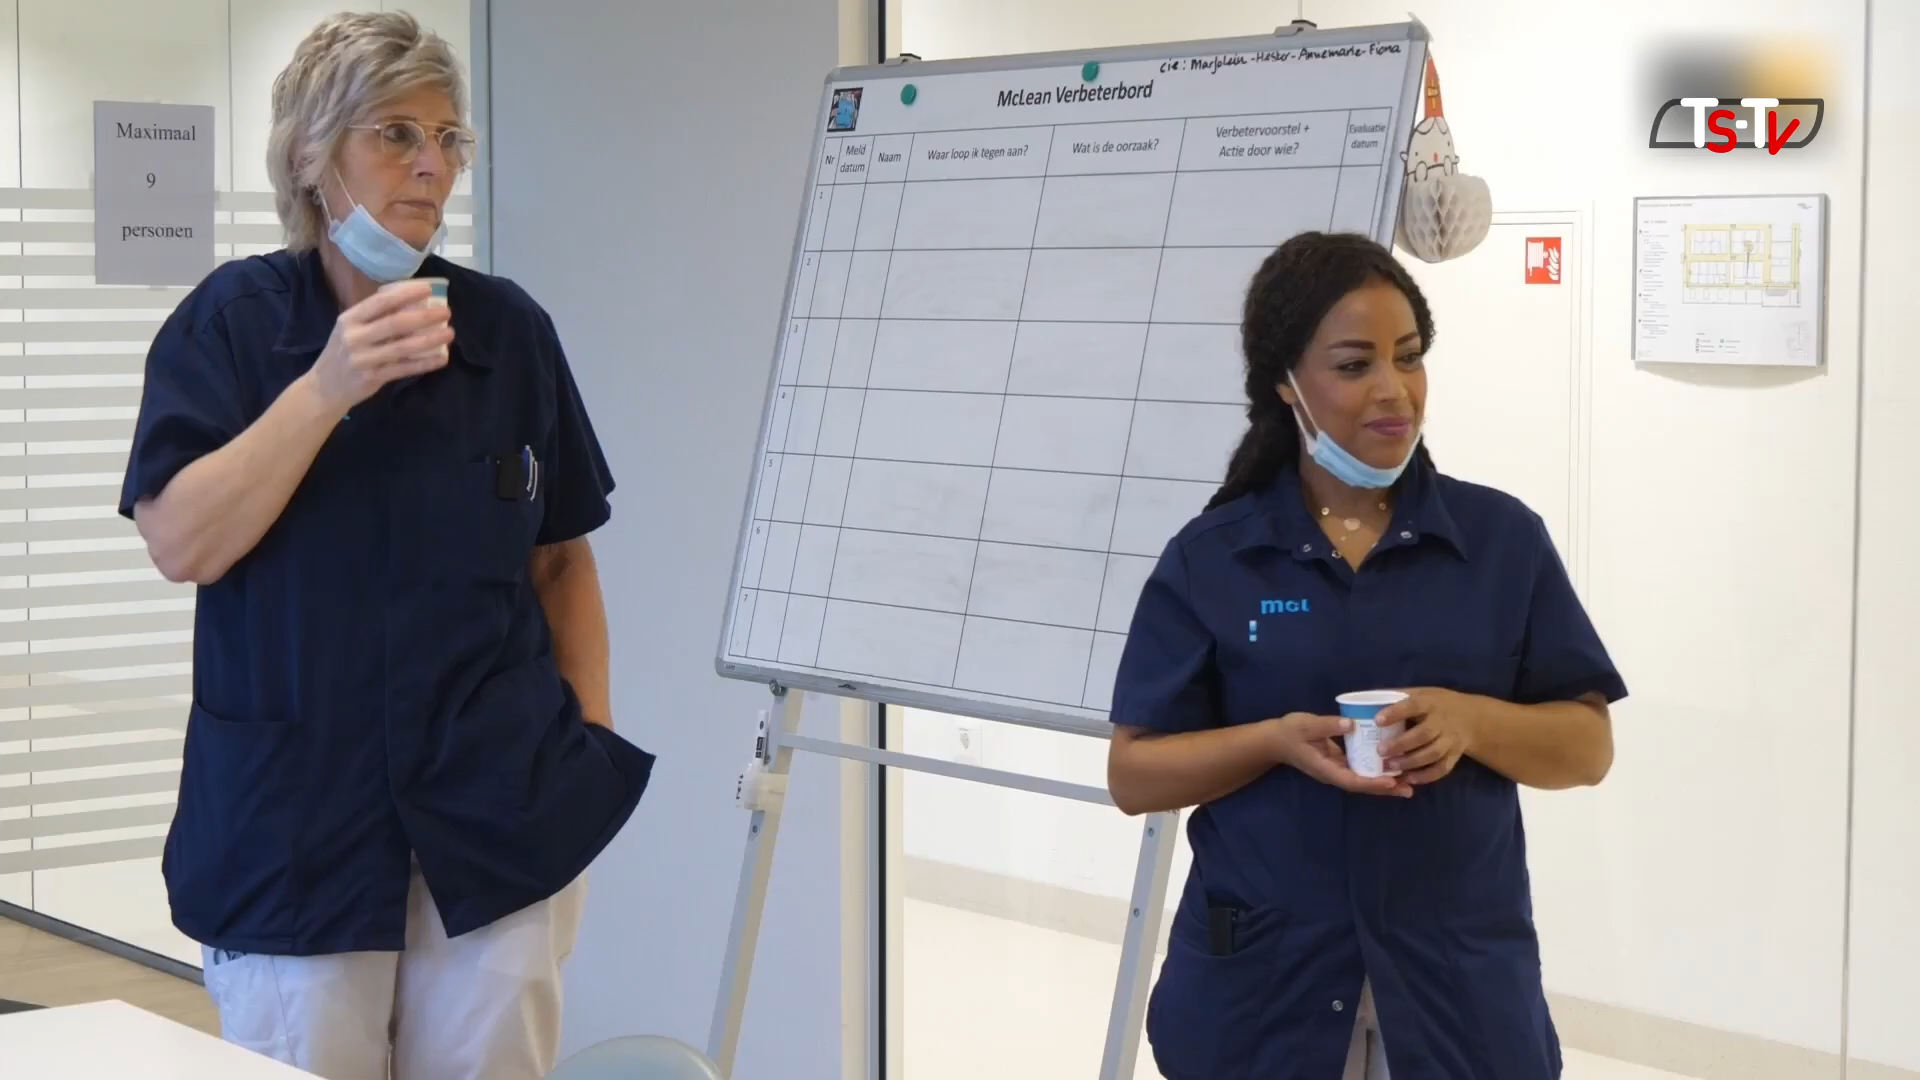 Maximaal
9
personen
cie: Marjolein - Hester - Annemarie - Fiona
McLean Verbeterbord
Nr
Meld datum
Naam
Waar loop ik tegen aan?
Wat is de oorzaak?
Verbetervoorstel +
Actie door wie?
Evaluatie
datum
1
2
3
4
5
6
7
mcl
TS-TV